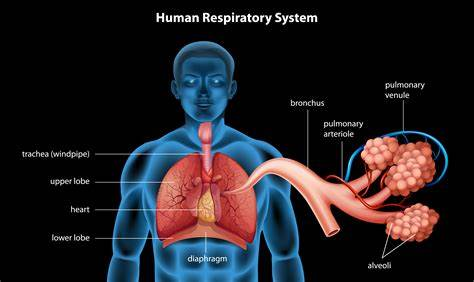 Human Respiratory System
trachea (windpipe)
upper lobe
heart
lower lobe
diaphragm
bronchus
pulmonary
arteriole
pulmonary
venule
alveoli